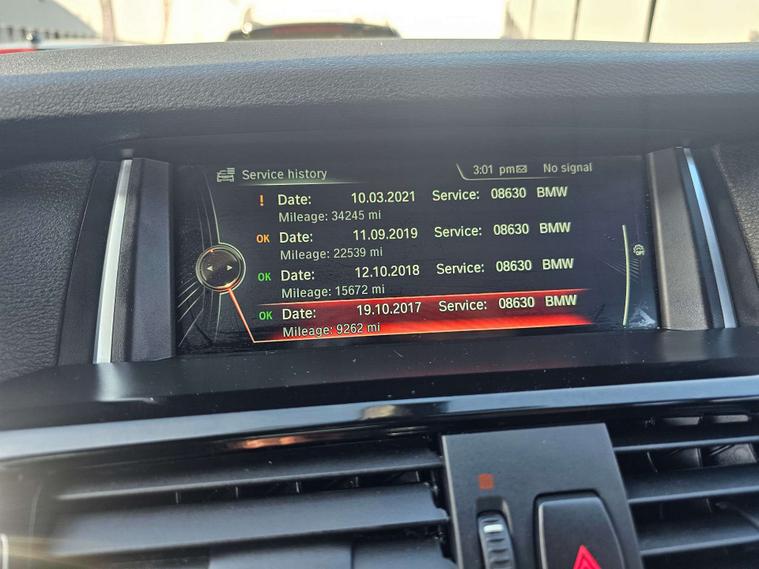 Service history 3:01 pm No signal
! Date: 10.03.2021 Service: 08630 BMW
Mileage: 34245 mi
OK Date: 11.09.2019 Service: 08630 BMW
Mileage: 22539 mi
OK Date: 12.10.2018 Service: 08630 BMW
Mileage: 15672 mi
OK Date: 19.10.2017 Service: 08630 BMW
Mileage: 9262 mi